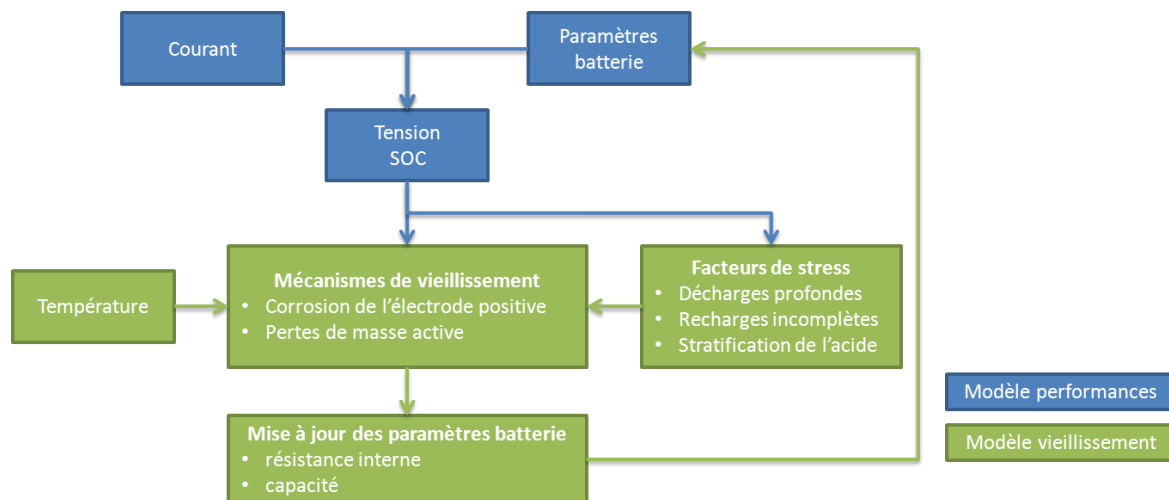 Courant
Paramètres
batterie
Tension
SOC
Mécanismes de vieillissement
• Corrosion de l'électrode positive
• Pertes de masse active
Facteurs de stress
• Décharges profondes
• Recharges incomplètes
• Stratification de l'acide
Température
Mise à jour des paramètres batterie
• résistance interne
• capacité
Modèle performances
Modèle vieillissement